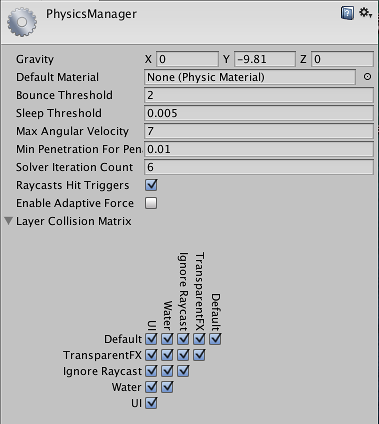 PhysicsManager
Gravity X 0 Y -9.81 Z 0
Default Material None (Physic Material)
Bounce Threshold 2
Sleep Threshold 0.005
Max Angular Velocity 7
Min Penetration For Pen 0.01
Solver Iteration Count 6
Raycasts Hit Triggers
Enable Adaptive Force
Layer Collision Matrix
UI
Water
Ignore Raycast
TransparentFX
Default
Default
TransparentFX
Ignore Raycast
Water
UI